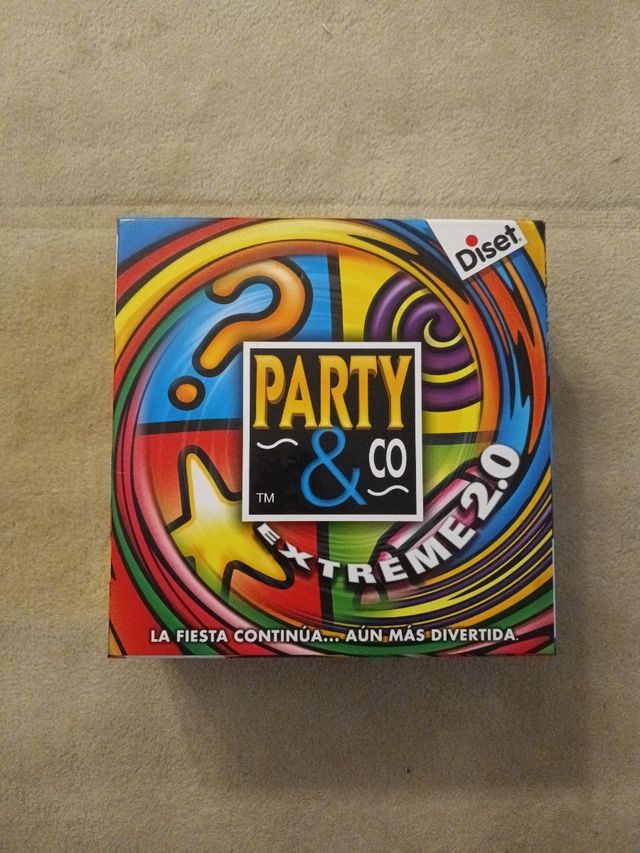 Diset
PARTY
& CO
TM
EXTREME 2.0
LA FIESTA CONTINÚA... AÚN MÁS DIVERTIDA.